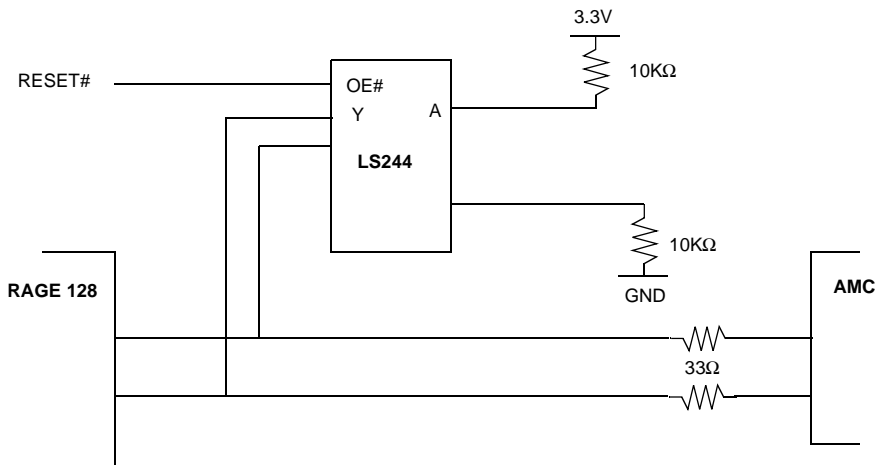 3.3V
10KΩ
RESET#
OE#
Y
A
LS244
10KΩ
RAGE 128
GND
AMC
33Ω